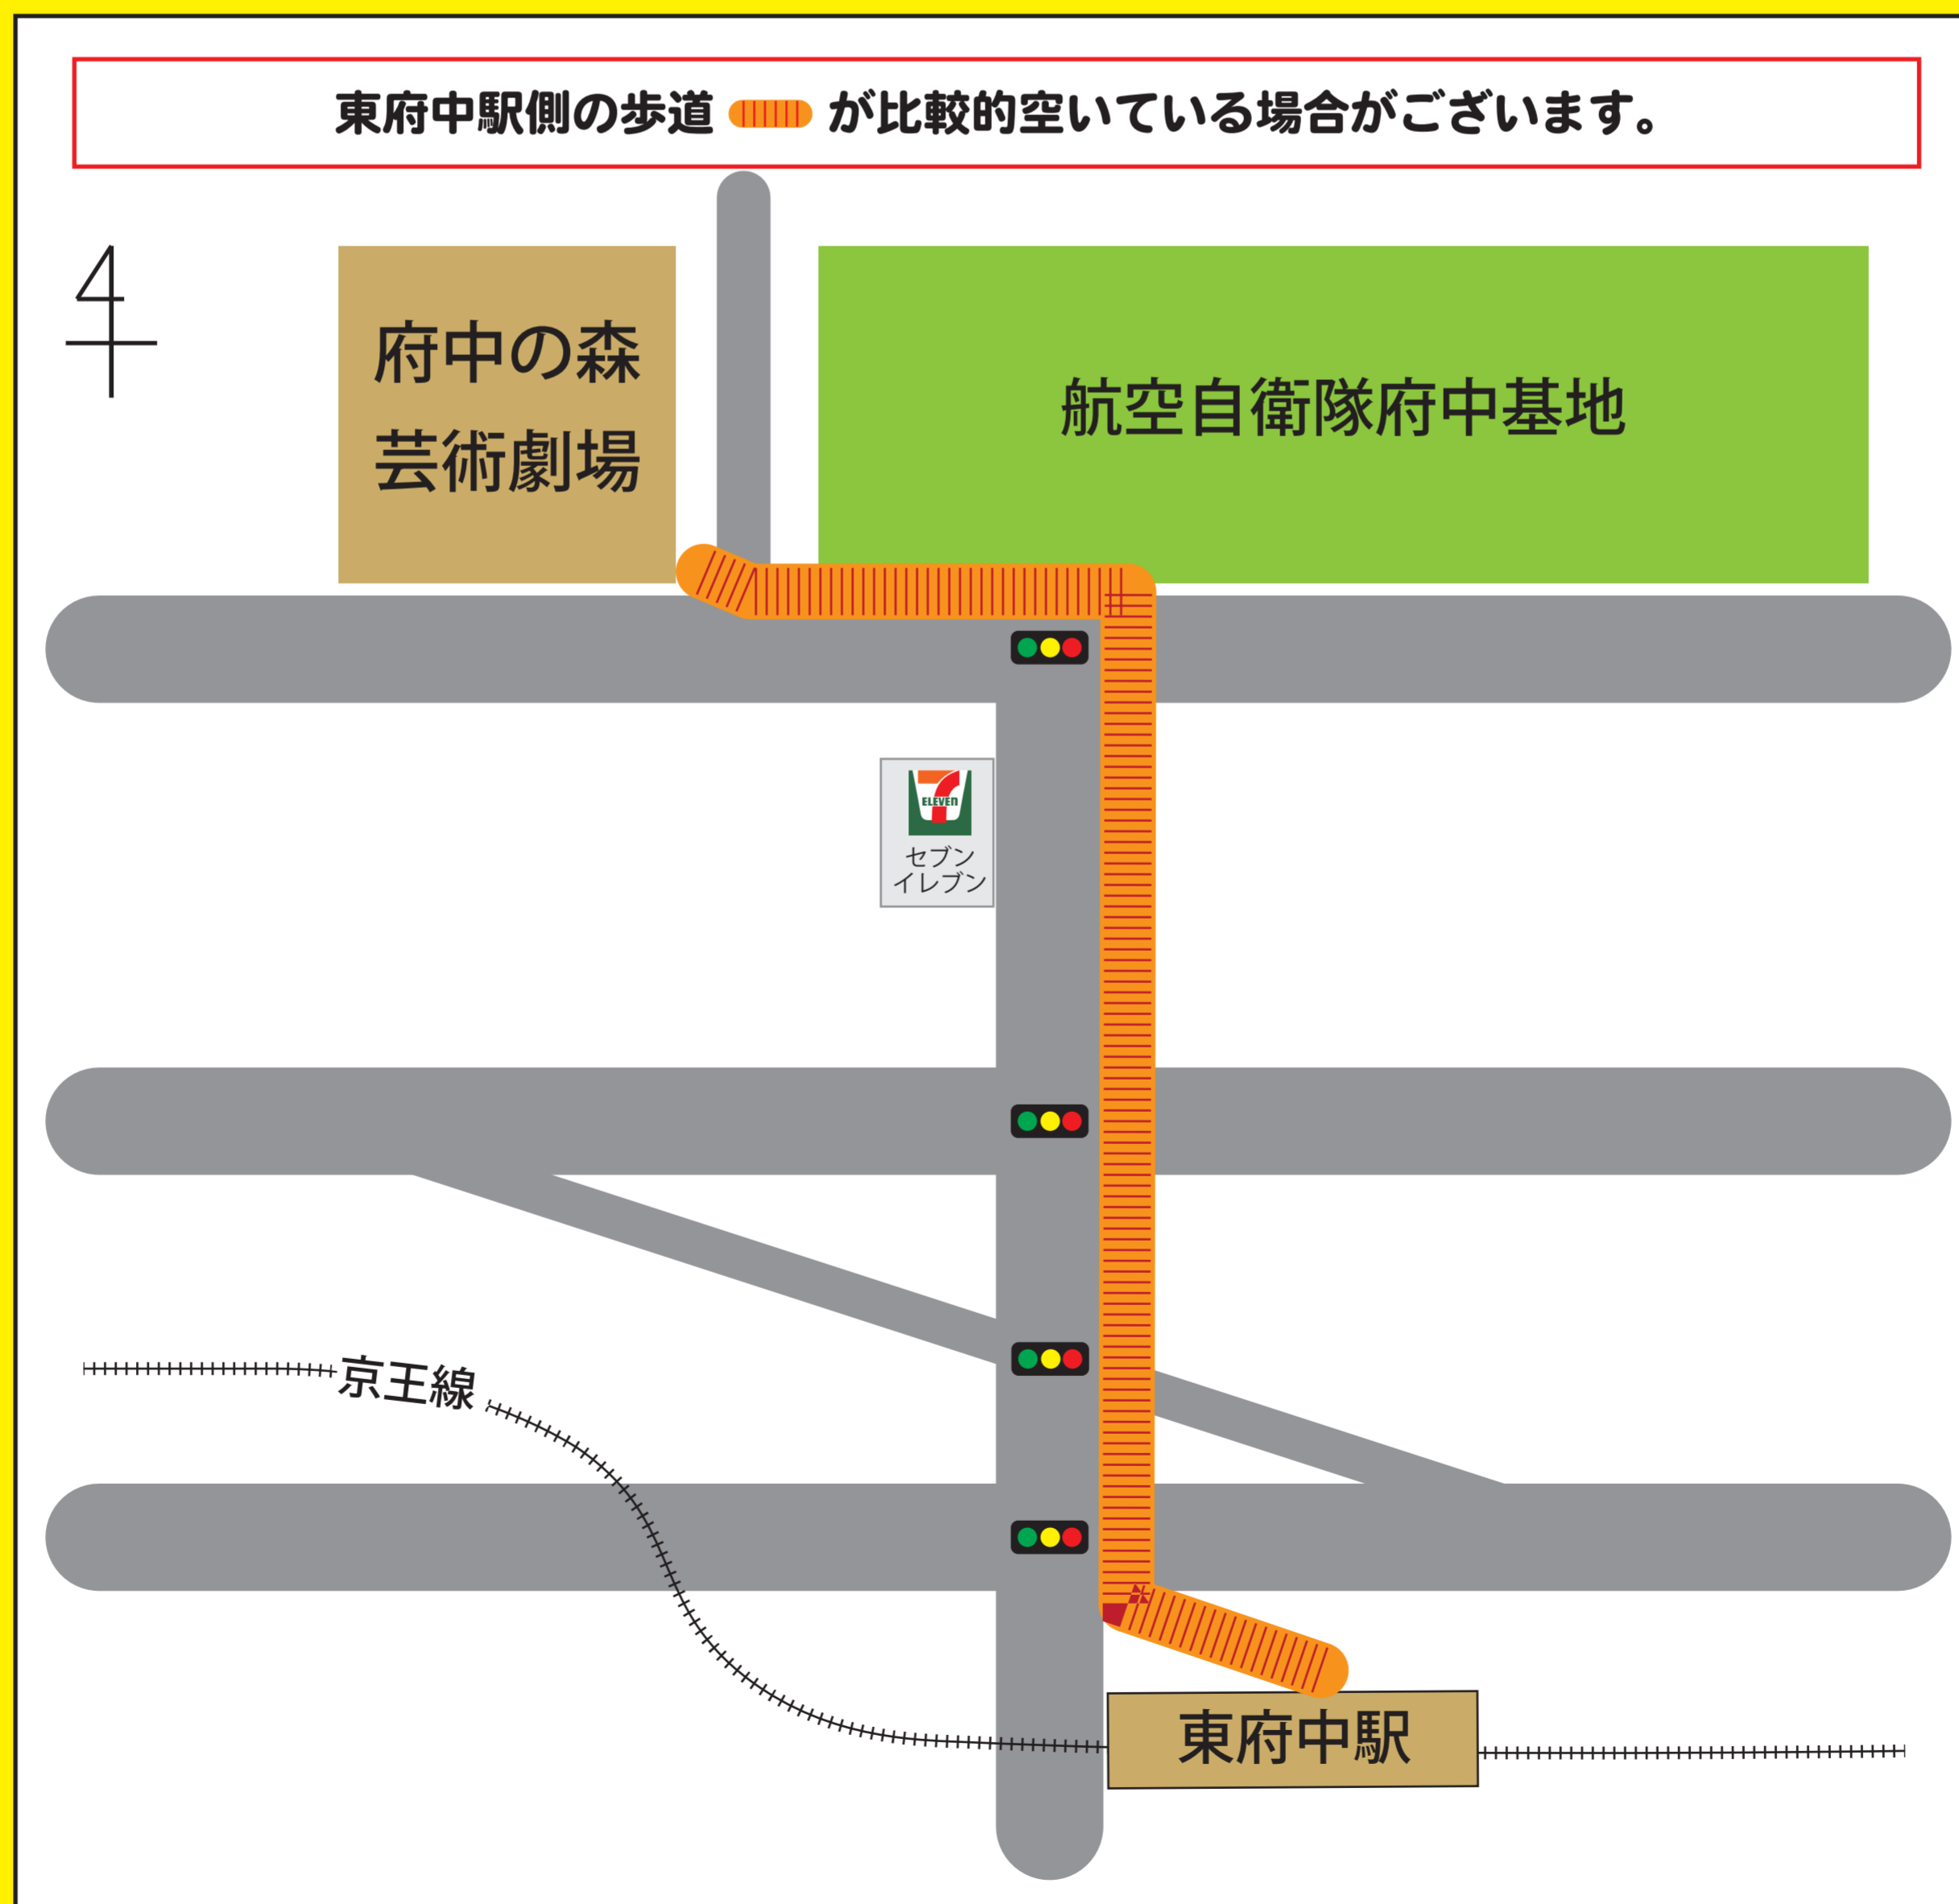 東府中駅側の歩道 が比較的空いている場合がございます。
府中の森
芸術劇場
航空自衛隊府中基地
ELEVEN
セブン
イレブン
京王線
東府中駅